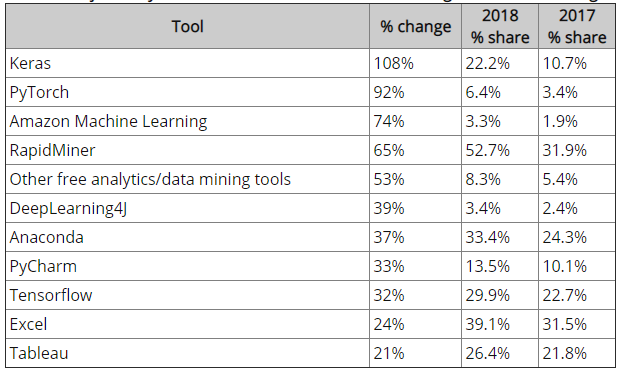 Tool % change 2018 % share 2017 % share
Keras 108% 22.2% 10.7%
PyTorch 92% 6.4% 3.4%
Amazon Machine Learning 74% 3.3% 1.9%
RapidMiner 65% 52.7% 31.9%
Other free analytics/data mining tools 53% 8.3% 5.4%
DeepLearning4J 39% 3.4% 2.4%
Anaconda 37% 33.4% 24.3%
PyCharm 33% 13.5% 10.1%
Tensorflow 32% 29.9% 22.7%
Excel 24% 39.1% 31.5%
Tableau 21% 26.4% 21.8%